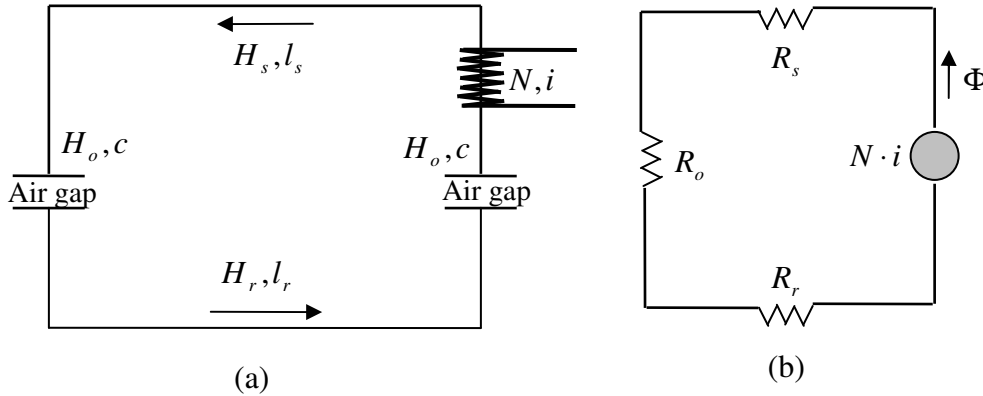 H_s, l_s
N, i
H_o, c
H_o, c
Air gap
Air gap
H_r, l_r
(a)
R_s
Φ
R_o
N · i
R_r
(b)